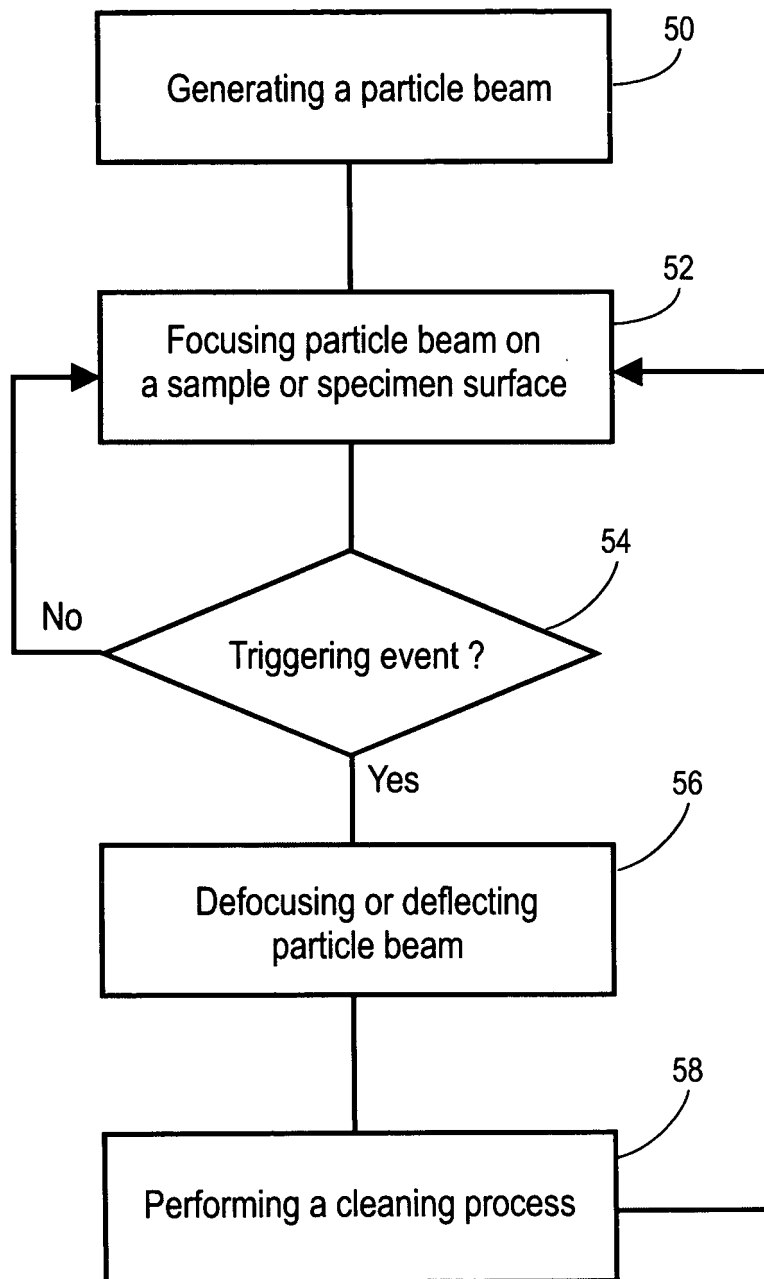 50
Generating a particle beam
52
Focusing particle beam on
a sample or specimen surface
54
No
Triggering event ?
Yes
56
Defocusing or deflecting
particle beam
58
Performing a cleaning process